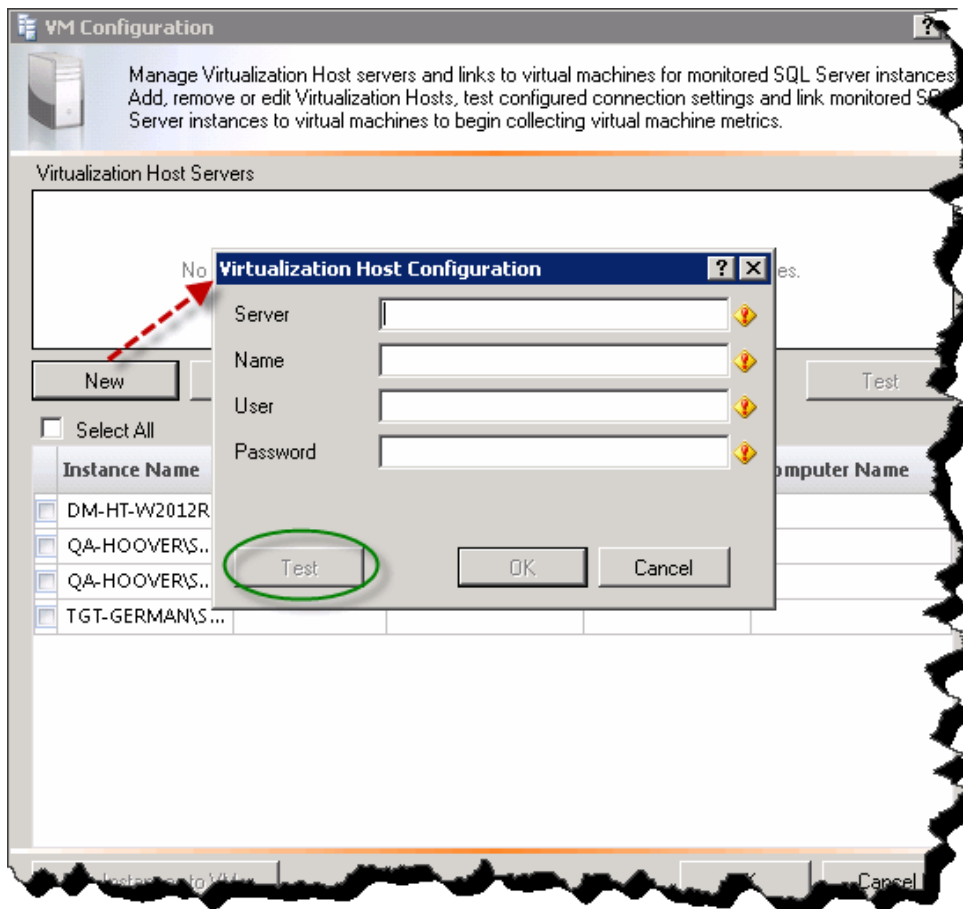 VM Configuration
Manage Virtualization Host servers and links to virtual machines for monitored SQL Server instances
Add, remove or edit Virtualization Hosts, test configured connection settings and link monitored
Server instances to virtual machines to begin collecting virtual machine metrics.
Virtualization Host Servers
No
es.
Virtualization Host Configuration
Server
Name
User
Password
Test
OK
Cancel
New
Test
Select All
Instance Name
omputer Name
DM-HT-W2012R
QA-HOOVER\S...
QA-HOOVER\S...
TGT-GERMAN\S...
Cancel